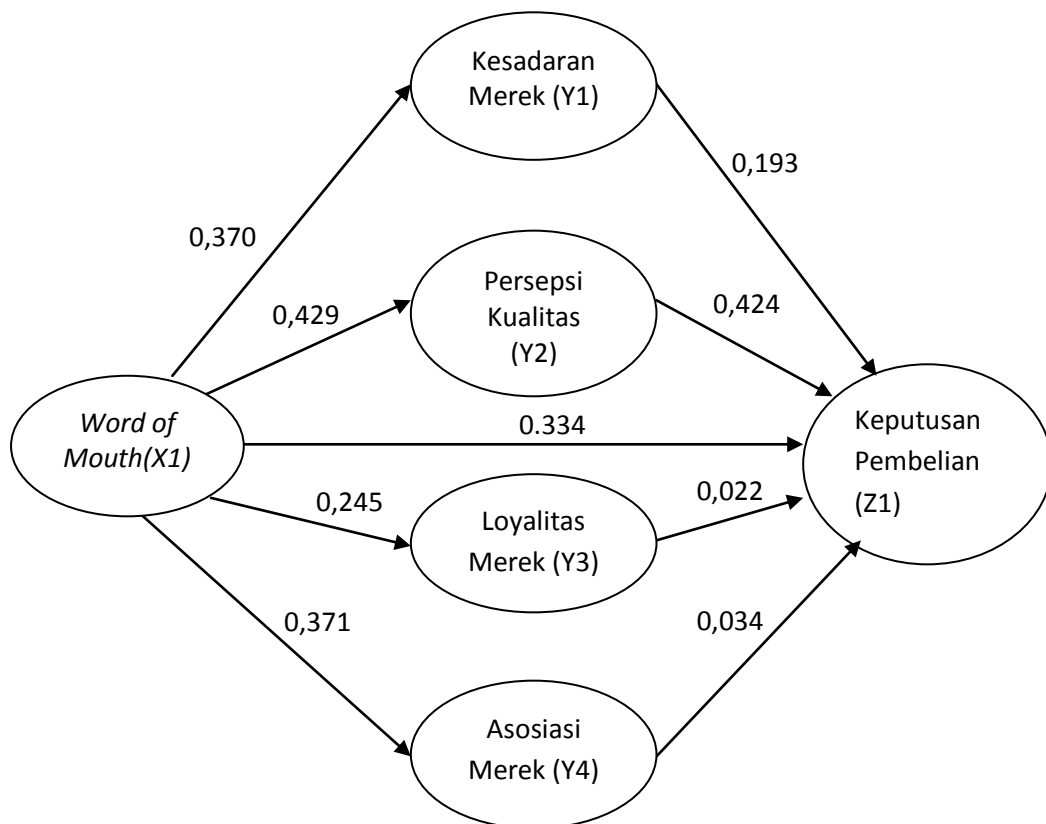 Kesadaran
Merek (Y1)
0,193
0,370
Persepsi
Kualitas
(Y2)
0,429
0,424
Word of
Mouth(X1)
0.334
Keputusan
Pembelian
(Z1)
0,245
Loyalitas
Merek (Y3)
0,022
0,371
0,034
Asosiasi
Merek (Y4)